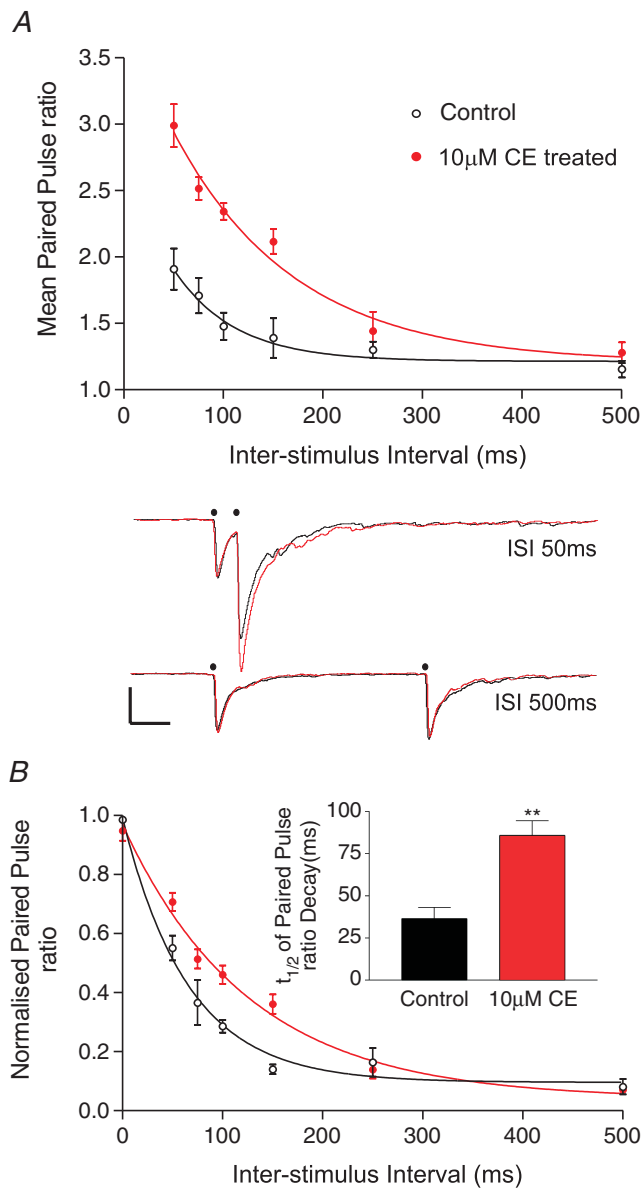 A
3.5
3.0
2.5
2.0
1.5
1.0
Mean Paired Pulse ratio
Control
10μM CE treated
0
100
200
300
400
500
Inter-stimulus Interval (ms)
ISI 50ms
ISI 500ms
B
1.0
0.8
0.6
0.4
0.2
0.0
Normalised Paired Pulse
ratio
100
75
50
25
0
t1/2 of Paired Pulse
ratio Decay(ms)
**
Control
10μM CE
0
100
200
300
400
500
Inter-stimulus Interval (ms)